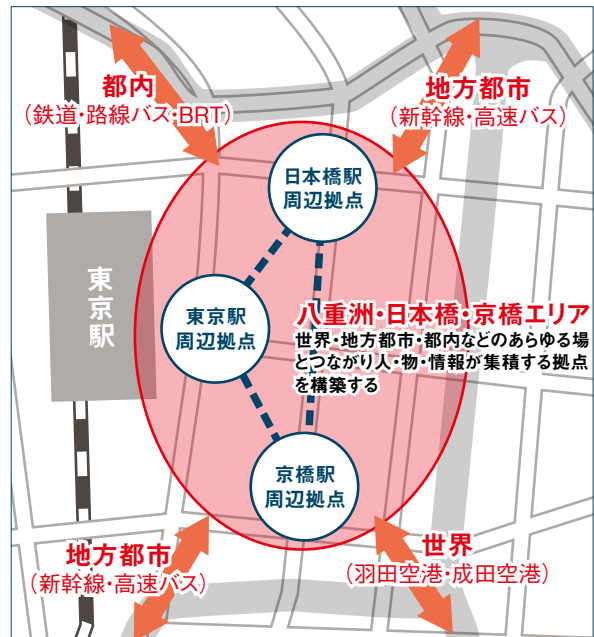 都内
(鉄道・路線バス・BRT)
地方都市
(新幹線・高速バス)
日本橋駅
周辺拠点
東京駅
東京駅
周辺拠点
八重洲・日本橋・京橋エリア
世界・地方都市・都内などのあらゆる場
とつながり人・物・情報が集積する拠点
を構築する
京橋駅
周辺拠点
地方都市
(新幹線・高速バス)
世界
(羽田空港・成田空港)